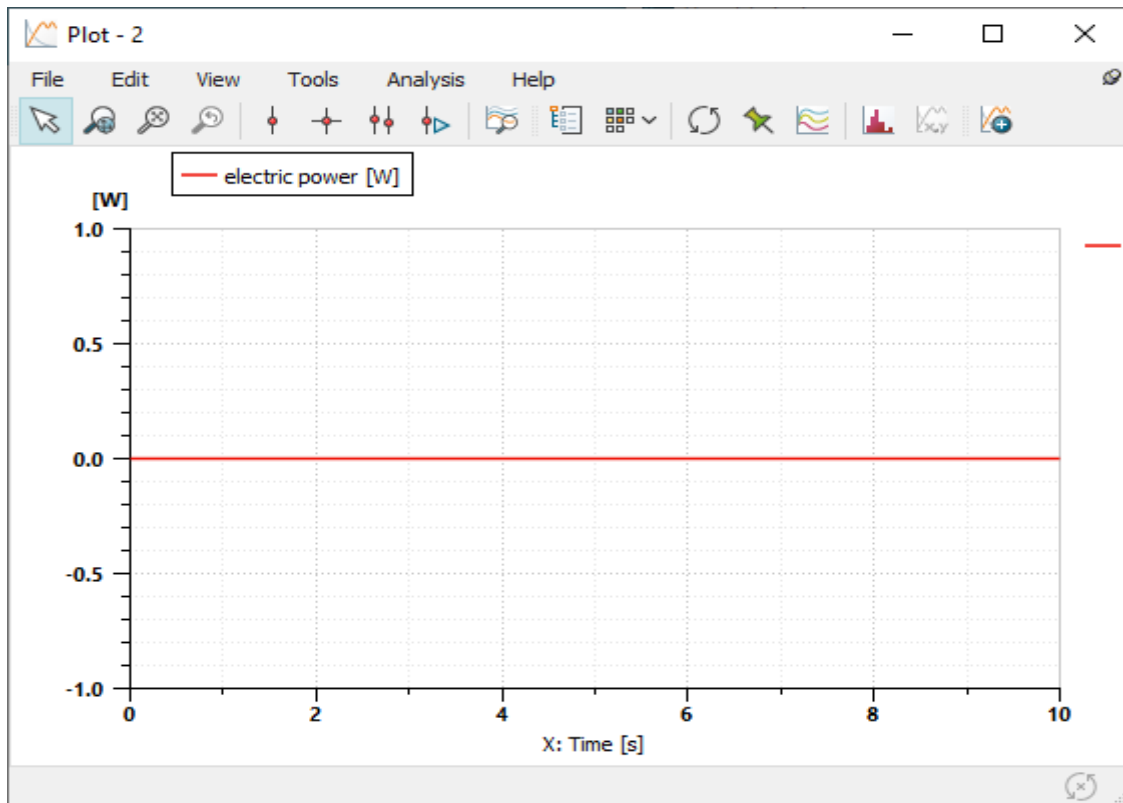 Plot - 2
File Edit View Tools Analysis Help
x,y
electric power [W]
[W]
1.0
0.5
0.0
-0.5
-1.0
0 2 4 6 8 10
X: Time [s]